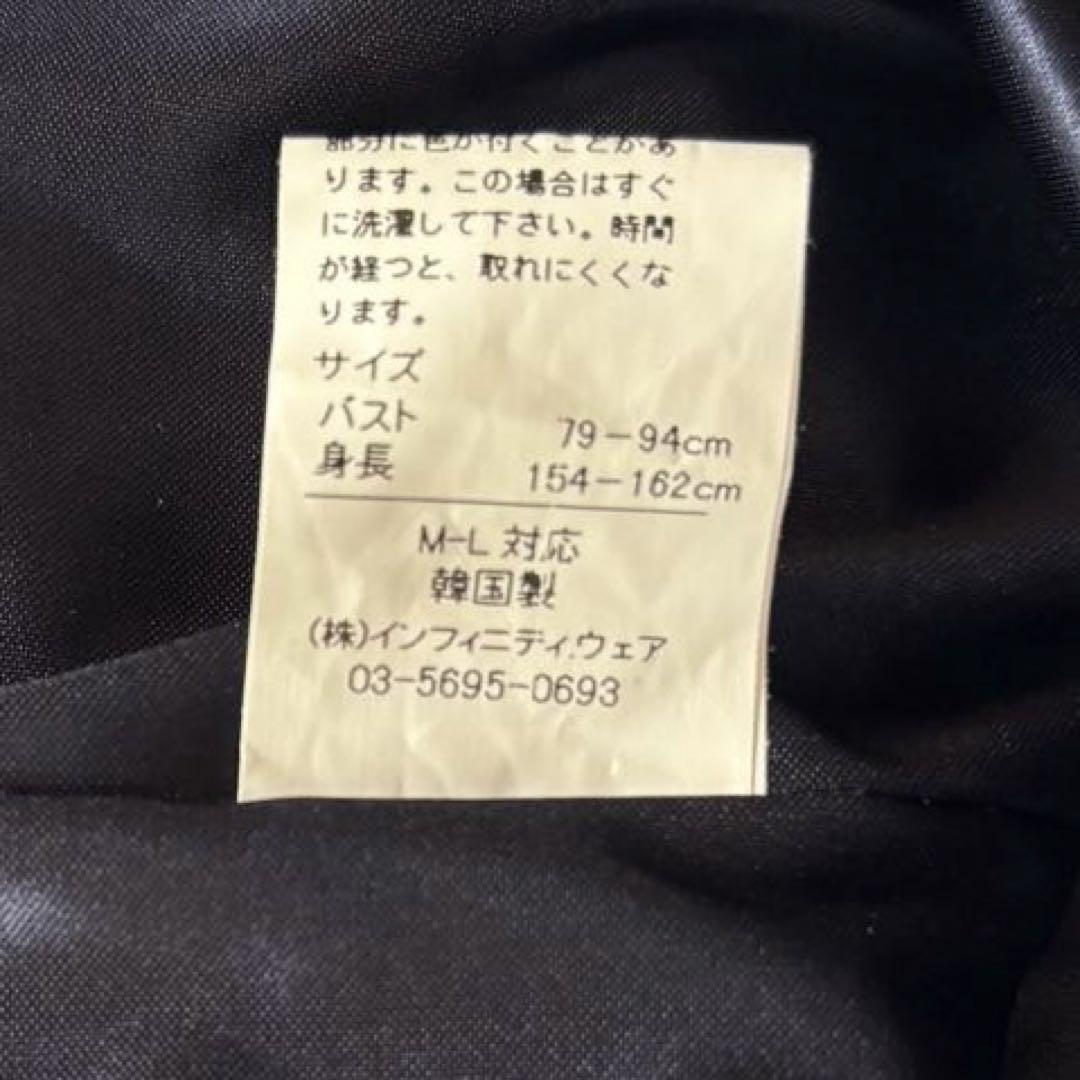 部分に色が付くことがあ
ります。この場合はすぐ
に洗濯して下さい。時間
が経つと、取れにくくな
ります。
サイズ
バスト 79-94cm
身長 154-162cm
M-L 対応
韓国製
(株)インフィニディ.ウェア
03-5695-0693